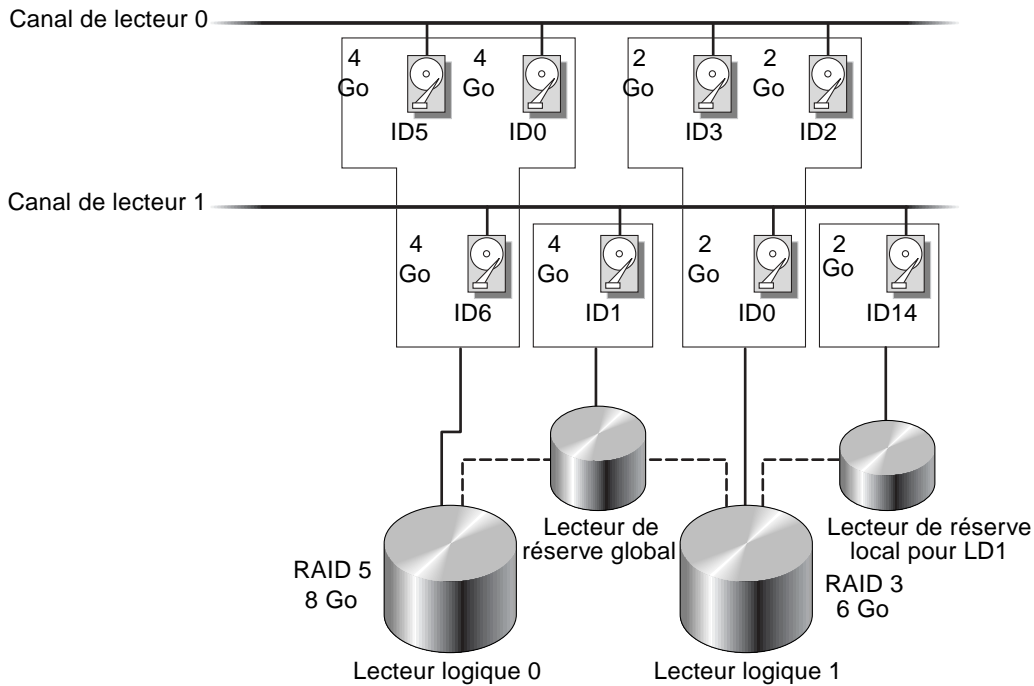 Canal de lecteur 0
4
Go
ID5
4
Go
ID0
2
Go
ID3
2
Go
ID2
Canal de lecteur 1
4
Go
ID6
4
Go
ID1
2
Go
ID0
2
Go
ID14
Lecteur de
réserve global
Lecteur de réserve
local pour LD1
RAID 5
8 Go
RAID 3
6 Go
Lecteur logique 0
Lecteur logique 1